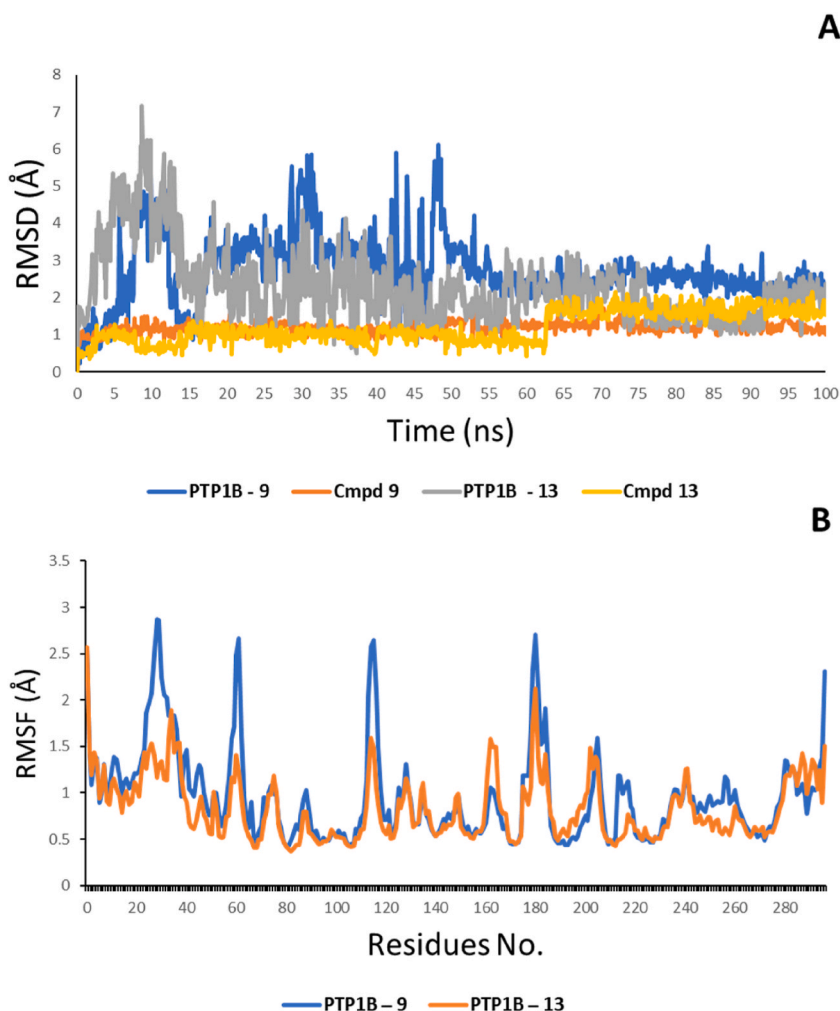 A
8
7
6
5
4
3
2
1
0
RMSD (Å)
0 5 10 15 20 25 30 35 40 45 50 55 60 65 70 75 80 85 90 95 100
Time (ns)
PTP1B - 9 Cmpd 9 PTP1B - 13 Cmpd 13
B
3.5
3
2.5
2
1.5
1
0.5
0
RMSF (Å)
0 20 40 60 80 100 120 140 160 180 200 220 240 260 280
Residues No.
PTP1B – 9 PTP1B – 13